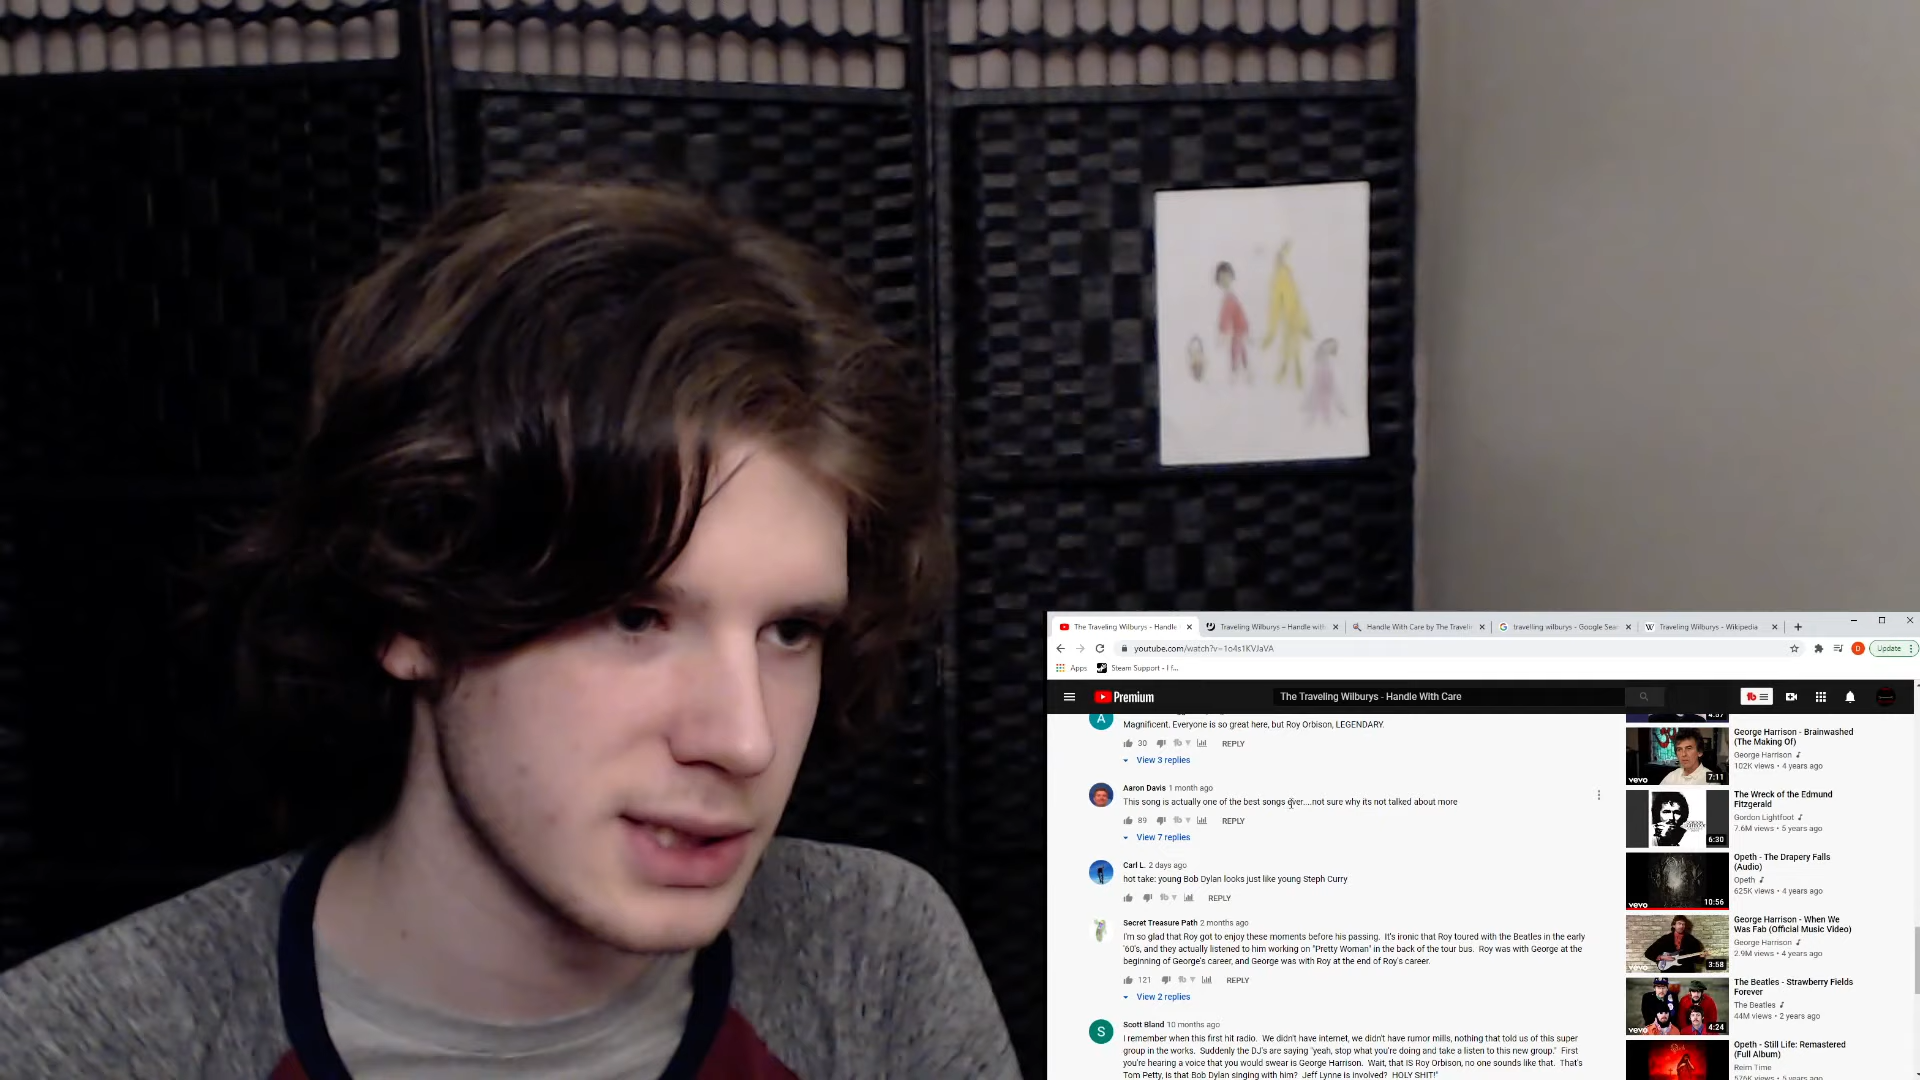 The Traveling Wilburys - Handle
Traveling Wilburys – Handle with
Handle With Care by The Traveli
travelling wilburys - Google Sea
Traveling Wilburys - Wikipedia
youtube.com/watch?v=1o4s1KVJaVA
Update
Apps
Steam Support - I f...
Premium
The Traveling Wilburys - Handle With Care
Magnificent. Everyone is so great here, but Roy Orbison, LEGENDARY.
30 REPLY
View 3 replies
Aaron Davis 1 month ago
This song is actually one of the best songs ever....not sure why its not talked about more
89 REPLY
View 7 replies
Carl L. 2 days ago
hot take: young Bob Dylan looks just like young Steph Curry
REPLY
Secret Treasure Path 2 months ago
I'm so glad that Roy got to enjoy these moments before his passing. It's ironic that Roy toured with the Beatles in the early
'60's, and they actually listened to him working on "Pretty Woman" in the back of the tour bus. Roy was with George at the
beginning of George's career, and George was with Roy at the end of Roy's career.
121 REPLY
View 2 replies
Scott Bland 10 months ago
I remember when this first hit radio. We didn't have internet, we didn't have rumor mills, nothing that told us of this super
group in the works. Suddenly the DJ's are saying "yeah, stop what you're doing and take a listen to this new group." First
you're hearing a voice that you would swear is George Harrison. Wait, that IS Roy Orbison, no one sounds like that. That's
Tom Petty, is that Bob Dylan singing with him? Jeff Lynne is involved? HOLY SHIT!"
4:57
George Harrison - Brainwashed
(The Making Of)
George Harrison
102K views • 4 years ago
vevo
7:11
The Wreck of the Edmund
Fitzgerald
Gordon Lightfoot
7.6M views • 5 years ago
6:30
Opeth - The Drapery Falls
(Audio)
Opeth
625K views • 4 years ago
vevo
10:56
George Harrison - When We
Was Fab (Official Music Video)
George Harrison
2.9M views • 4 years ago
vevo
3:58
The Beatles - Strawberry Fields
Forever
The Beatles
44M views • 2 years ago
vevo
4:24
Opeth - Still Life: Remastered
(Full Album)
Reim Time
576K views • 5 years ago